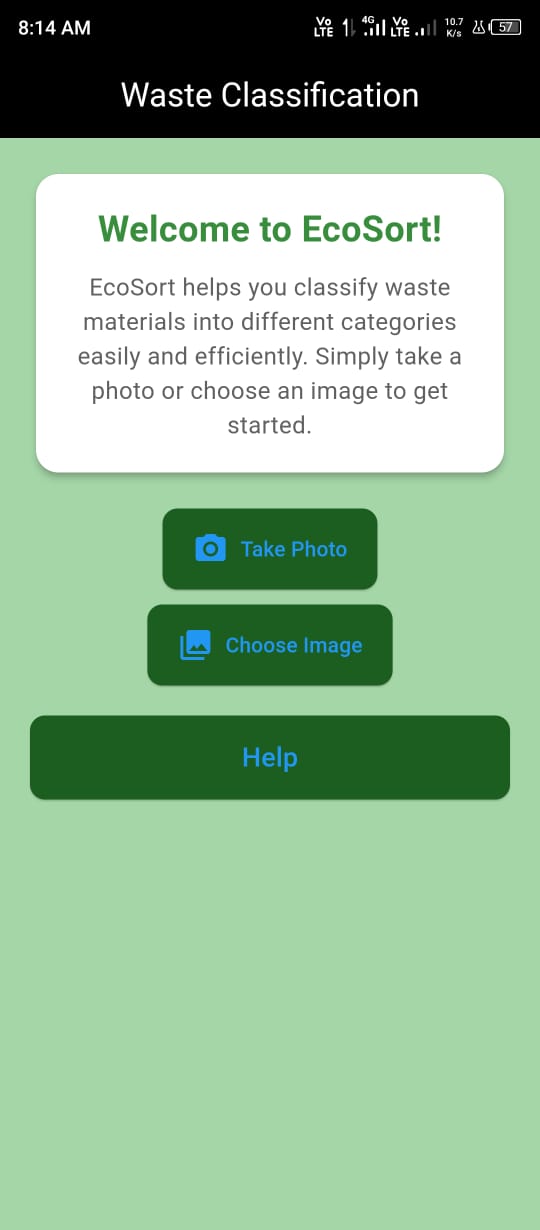 8:14 AM Vo LTE 4G Vo LTE 10.7 K/s 57
Waste Classification
Welcome to EcoSort!
EcoSort helps you classify waste
materials into different categories
easily and efficiently. Simply take a
photo or choose an image to get
started.
Take Photo
Choose Image
Help